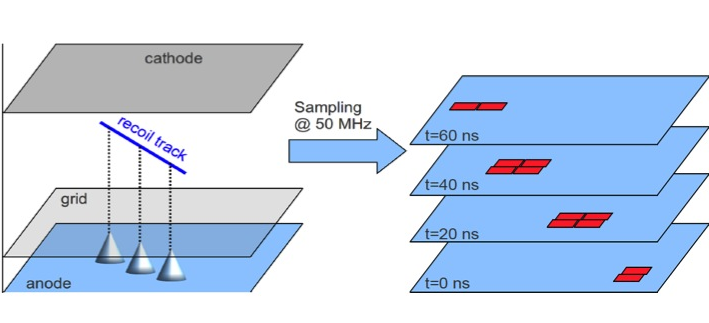 cathode
recoil track
grid
anode
Sampling
@ 50 MHz
t=60 ns
t=40 ns
t=20 ns
t=0 ns